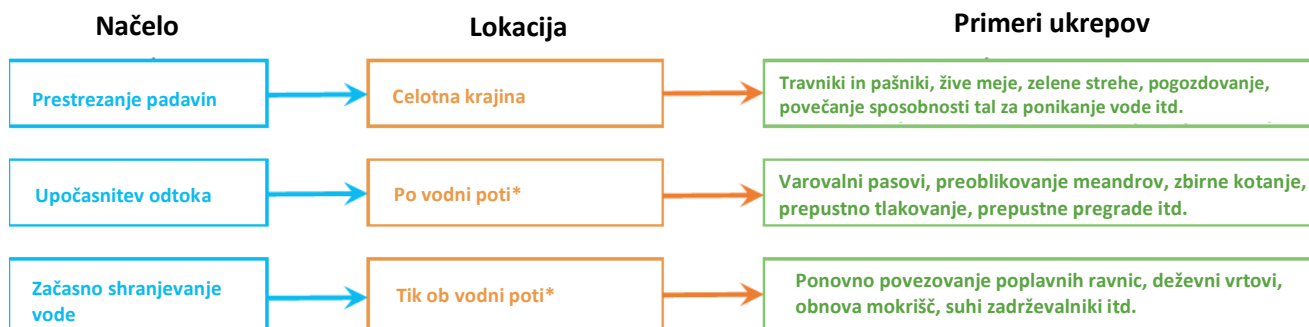 Načelo
Lokacija
Primeri ukrepov
Prestrezanje padavin
Celotna krajina
Travniki in pašniki, žive meje, zelene strehe, pogozdovanje,
povečanje sposobnosti tal za ponikanje vode itd.
Upočasnitev odtoka
Po vodni poti*
Varovalni pasovi, preoblikovanje meandrov, zbirne kotanje,
prepustno tlakovanje, prepustne pregrade itd.
Začasno shranjevanje
vode
Tik ob vodni poti*
Ponovno povezovanje poplavnih ravnic, deževni vrtovi,
obnova mokrišč, suhi zadrževalniki itd.